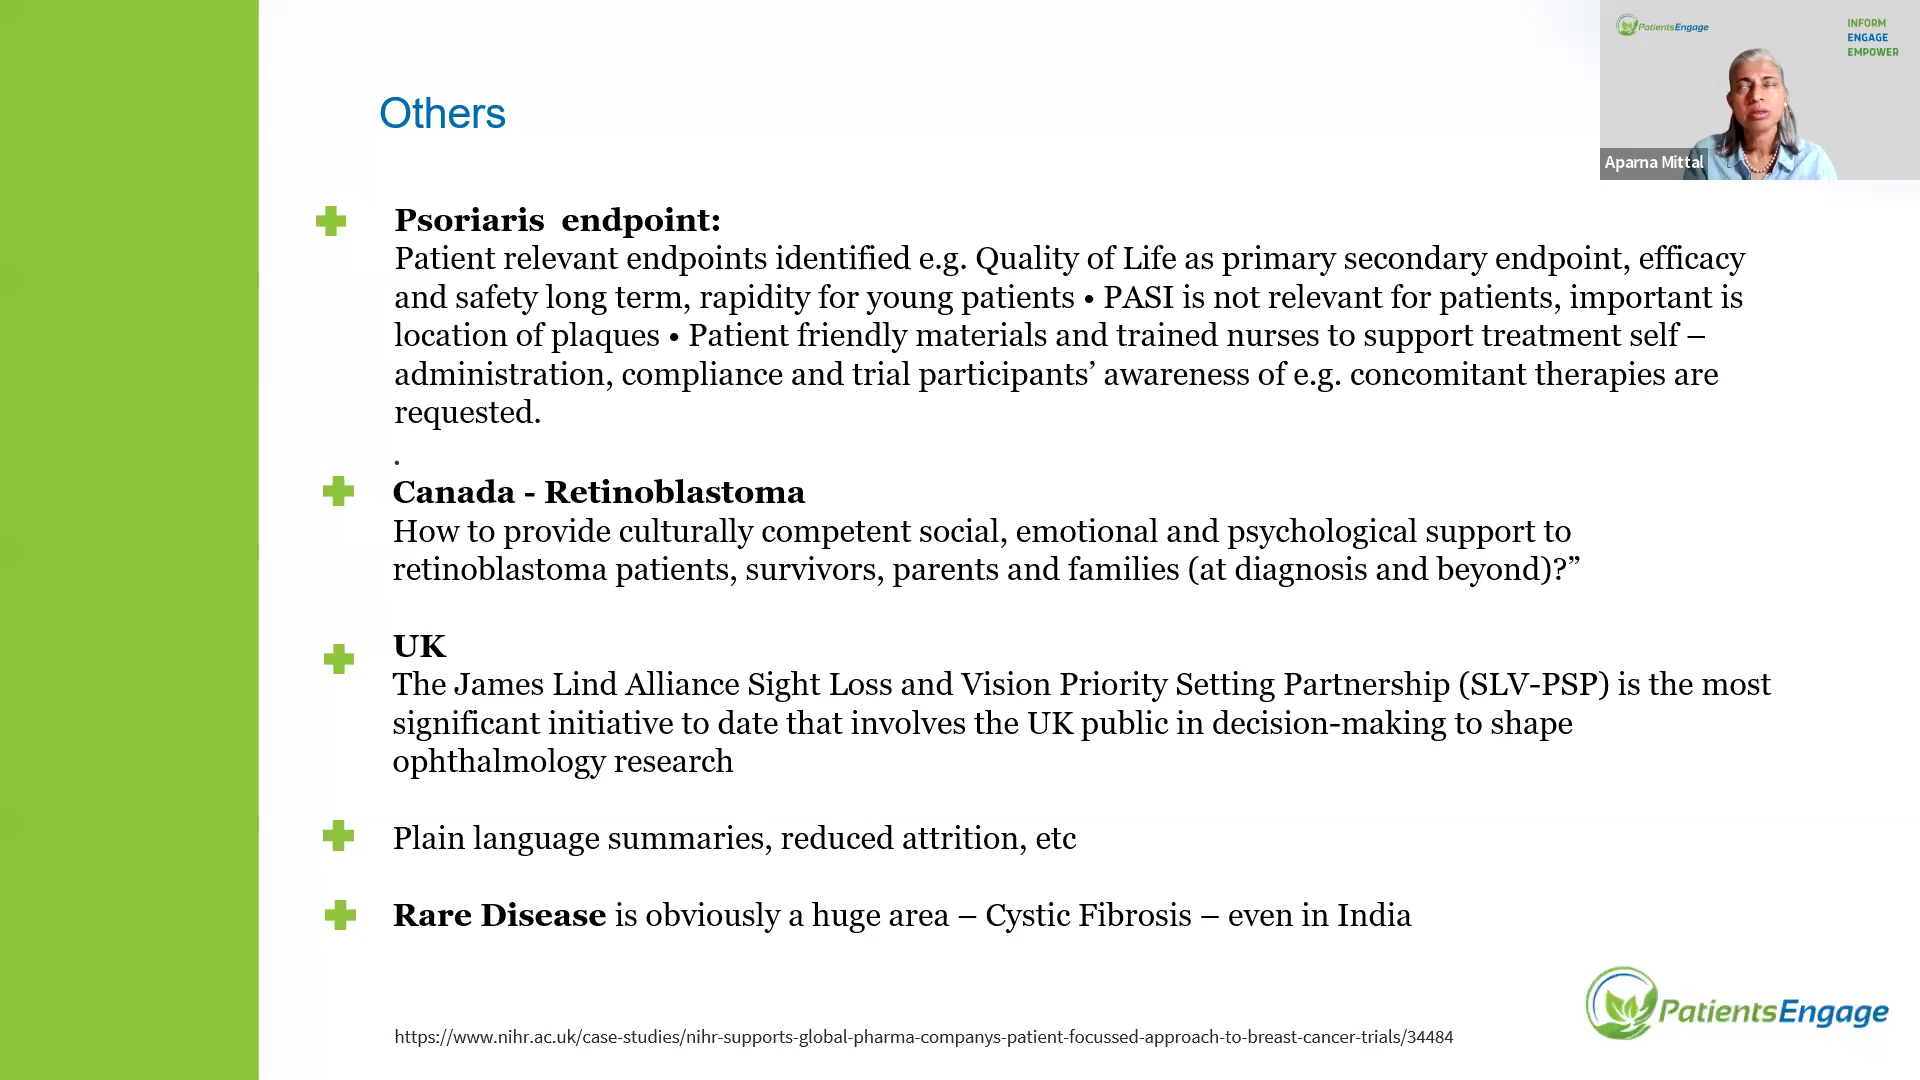 PatientsEngage
INFORM
ENGAGE
EMPOWER
Aparna Mittal
Others
Psoriaris endpoint:
Patient relevant endpoints identified e.g. Quality of Life as primary secondary endpoint, efficacy
and safety long term, rapidity for young patients • PASI is not relevant for patients, important is
location of plaques • Patient friendly materials and trained nurses to support treatment self –
administration, compliance and trial participants’ awareness of e.g. concomitant therapies are
requested.
.
Canada - Retinoblastoma
How to provide culturally competent social, emotional and psychological support to
retinoblastoma patients, survivors, parents and families (at diagnosis and beyond)?”
UK
The James Lind Alliance Sight Loss and Vision Priority Setting Partnership (SLV-PSP) is the most
significant initiative to date that involves the UK public in decision-making to shape
ophthalmology research
Plain language summaries, reduced attrition, etc
Rare Disease is obviously a huge area – Cystic Fibrosis – even in India
PatientsEngage
https://www.nihr.ac.uk/case-studies/nihr-supports-global-pharma-companys-patient-focussed-approach-to-breast-cancer-trials/34484